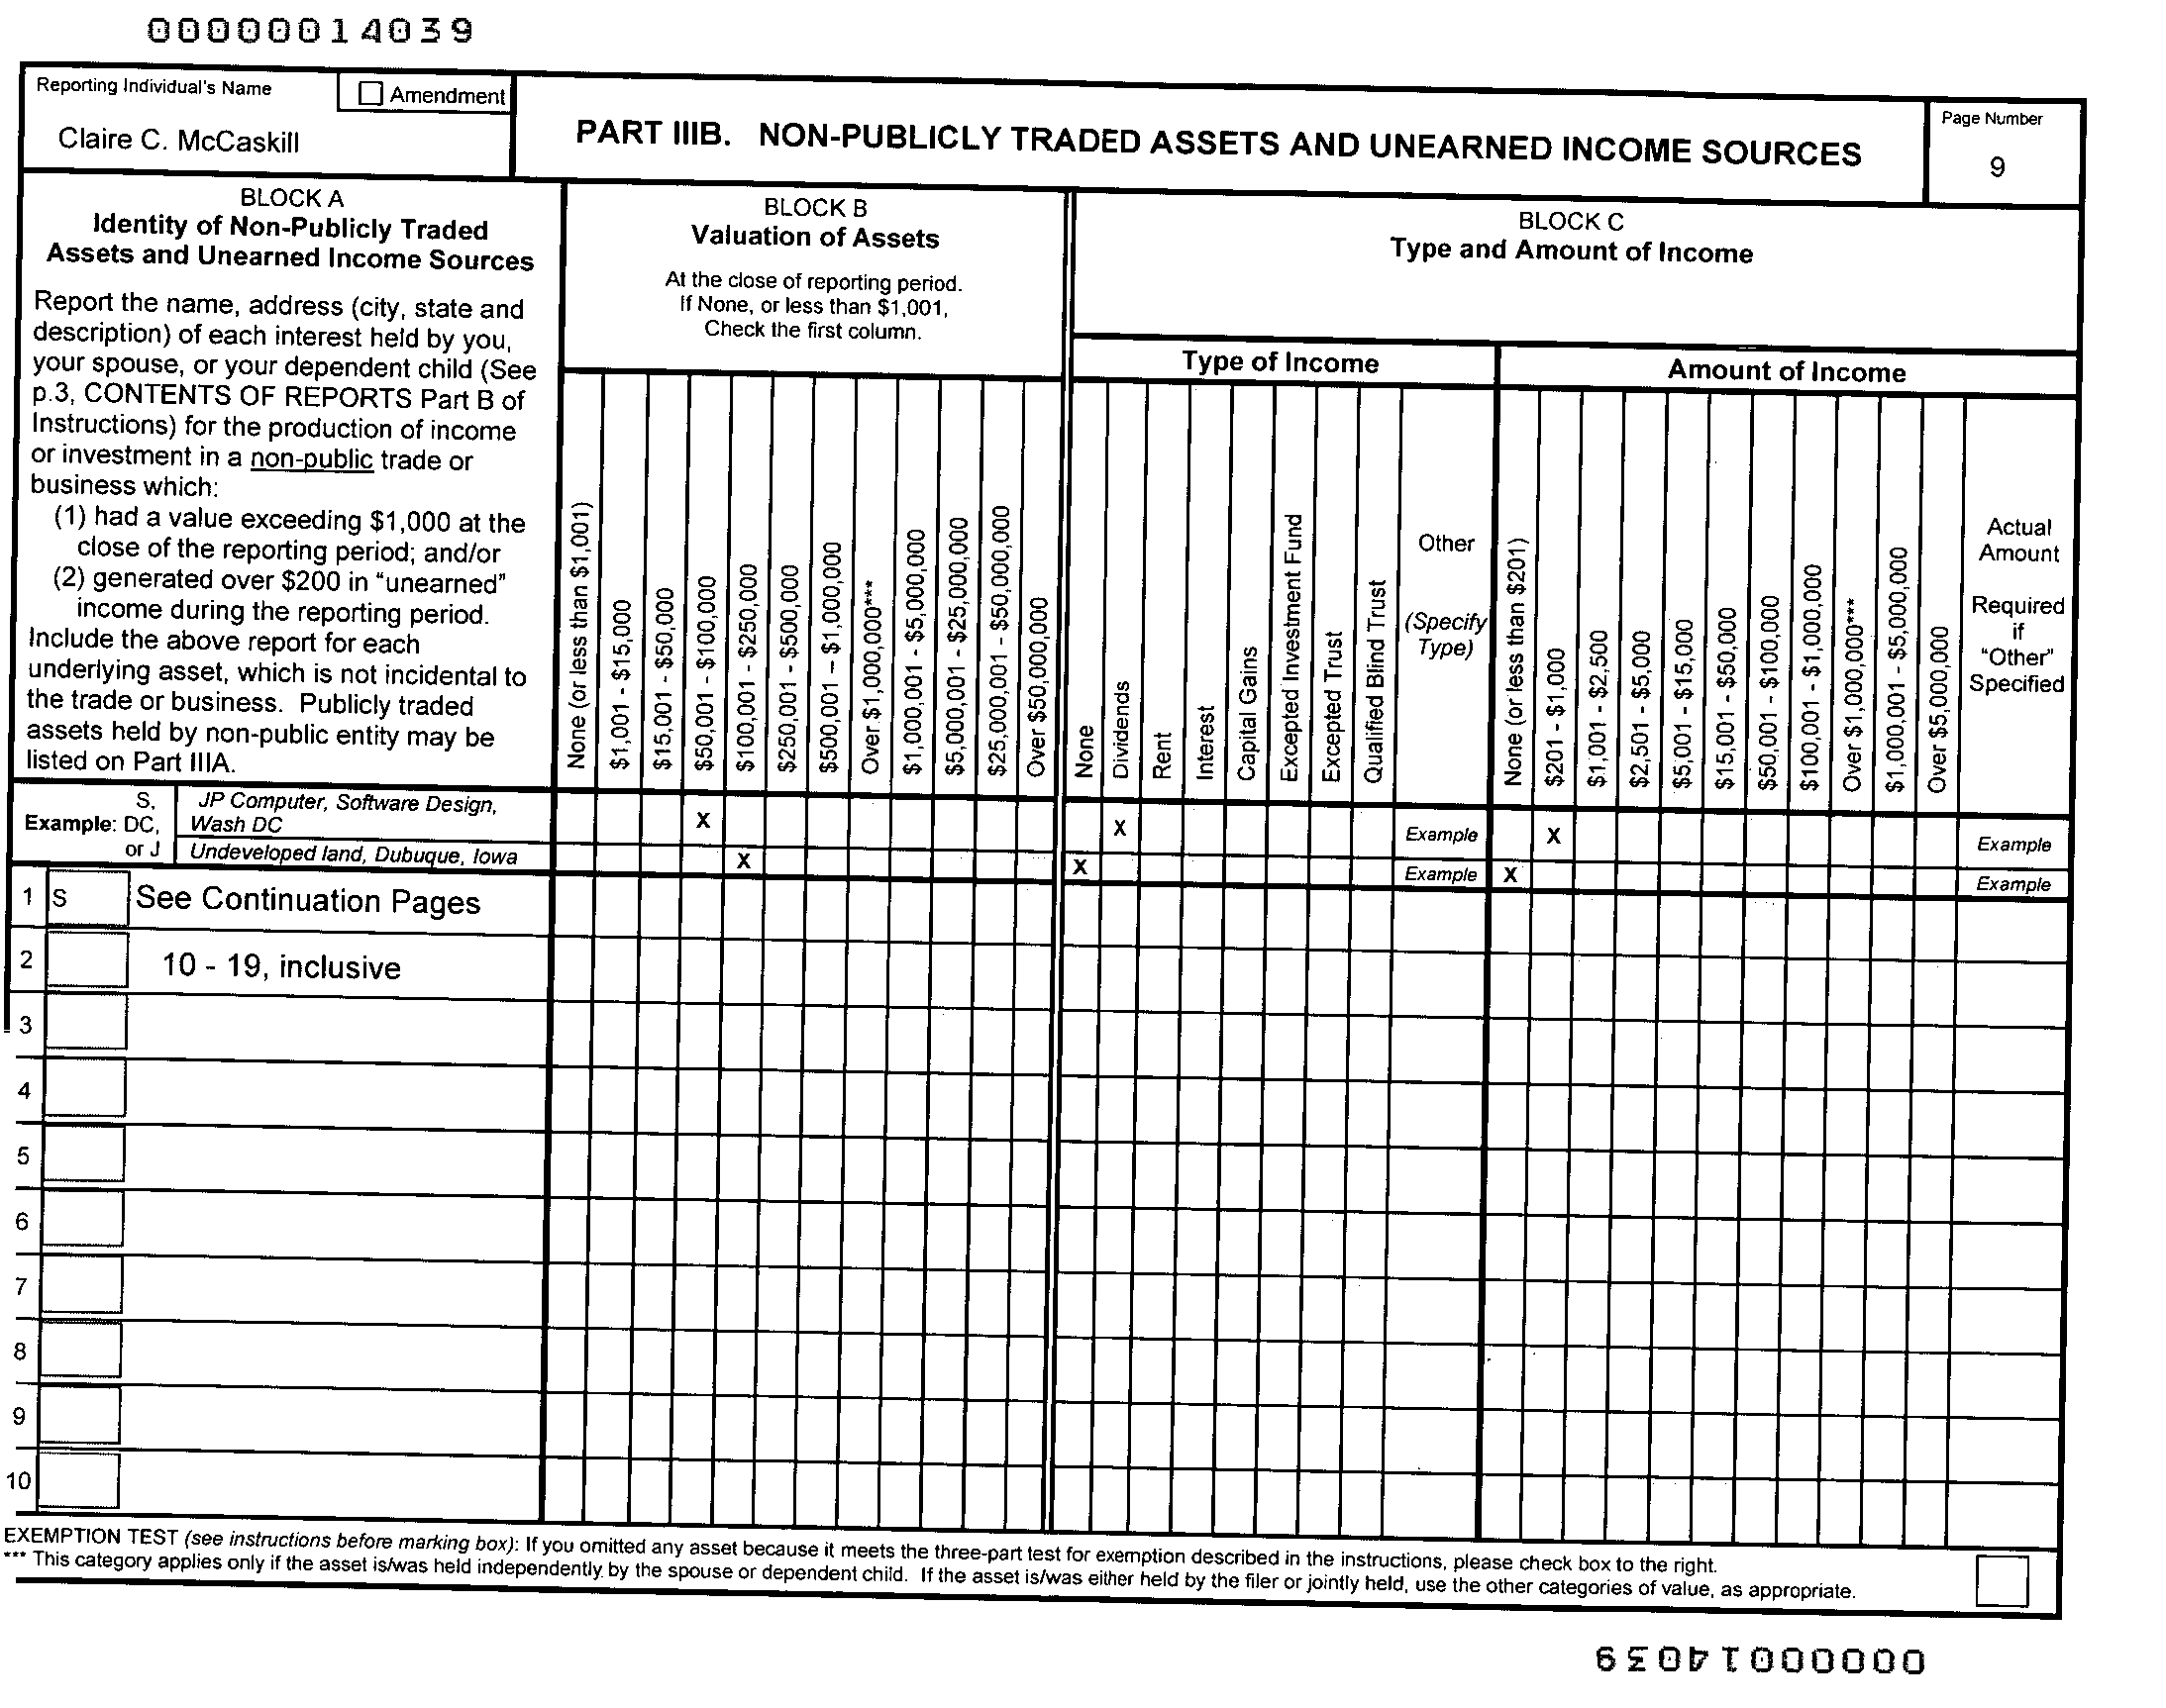 00000014039
Reporting Individual's Name
Amendment
Claire C. McCaskill
PART IIIB. NON-PUBLICLY TRADED ASSETS AND UNEARNED INCOME SOURCES
Page Number
9
BLOCK A
Identity of Non-Publicly Traded
Assets and Unearned Income Sources
Report the name, address (city, state and
description) of each interest held by you,
your spouse, or your dependent child (See
p.3, CONTENTS OF REPORTS Part B of
Instructions) for the production of income
or investment in a non-public trade or
business which:
(1) had a value exceeding $1,000 at the
close of the reporting period; and/or
(2) generated over $200 in "unearned"
income during the reporting period.
Include the above report for each
underlying asset, which is not incidental to
the trade or business. Publicly traded
assets held by non-public entity may be
listed on Part IIIA.
BLOCK B
Valuation of Assets
At the close of reporting period.
If None, or less than $1,001,
Check the first column.
BLOCK C
Type and Amount of Income
Type of Income
Amount of Income
None (or less than $1,001)
$1,001 - $15,000
$15,001 - $50,000
$50,001 - $100,000
$100,001 - $250,000
$250,001 - $500,000
$500,001 – $1,000,000
Over $1,000,000***
$1,000,001 - $5,000,000
$5,000,001 - $25,000,000
$25,000,001 - $50,000,000
Over $50,000,000
None
Dividends
Rent
Interest
Capital Gains
Excepted Investment Fund
Excepted Trust
Qualified Blind Trust
Other
(Specify
Type)
None (or less than $201)
$201 - $1,000
$1,001 - $2,500
$2,501 - $5,000
$5,001 - $15,000
$15,001 - $50,000
$50,001 - $100,000
$100,001 - $1,000,000
Over $1,000,000***
$1,000,001 - $5,000,000
Over $5,000,000
Actual
Amount
Required
if
"Other"
Specified
Example:
S,
DC,
or J
JP Computer, Software Design,
Wash DC
X X Example X Example
Undeveloped land, Dubuque, Iowa
X X Example X Example
1 S See Continuation Pages
2 10 - 19, inclusive
3
4
5
6
7
8
9
10
EXEMPTION TEST (see instructions before marking box): If you omitted any asset because it meets the three-part test for exemption described in the instructions, please check box to the right.
*** This category applies only if the asset is/was held independently by the spouse or dependent child. If the asset is/was either held by the filer or jointly held, use the other categories of value, as appropriate.
00000014039